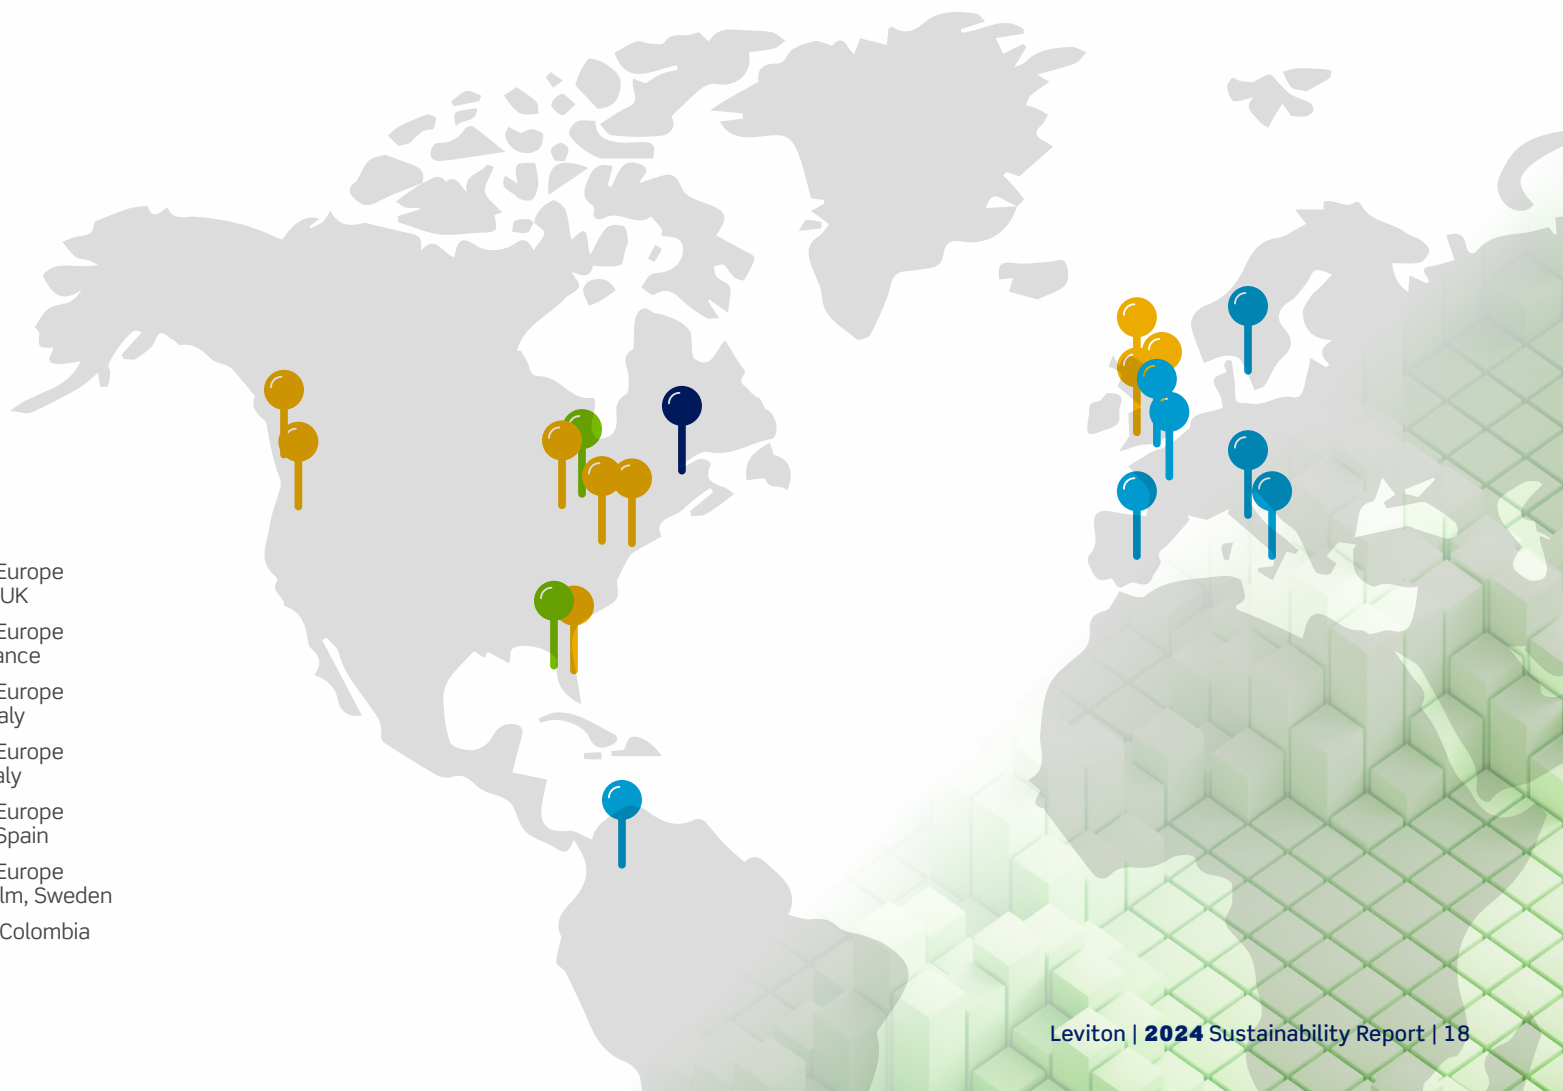 Europe
UK
Europe
ance
Europe
aly
Europe
aly
Europe
Spain
Europe
lm, Sweden
Colombia
Leviton | 2024 Sustainability Report | 18